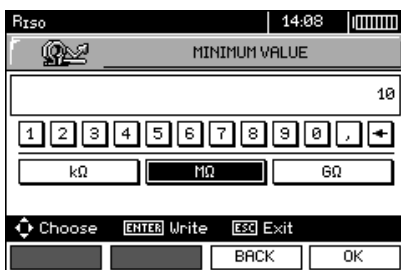 RISO 14:08
MINIMUM VALUE
10
1 2 3 4 5 6 7 8 9 0 ,
kΩ MΩ GΩ
Choose ENTER Write ESC Exit
BACK OK